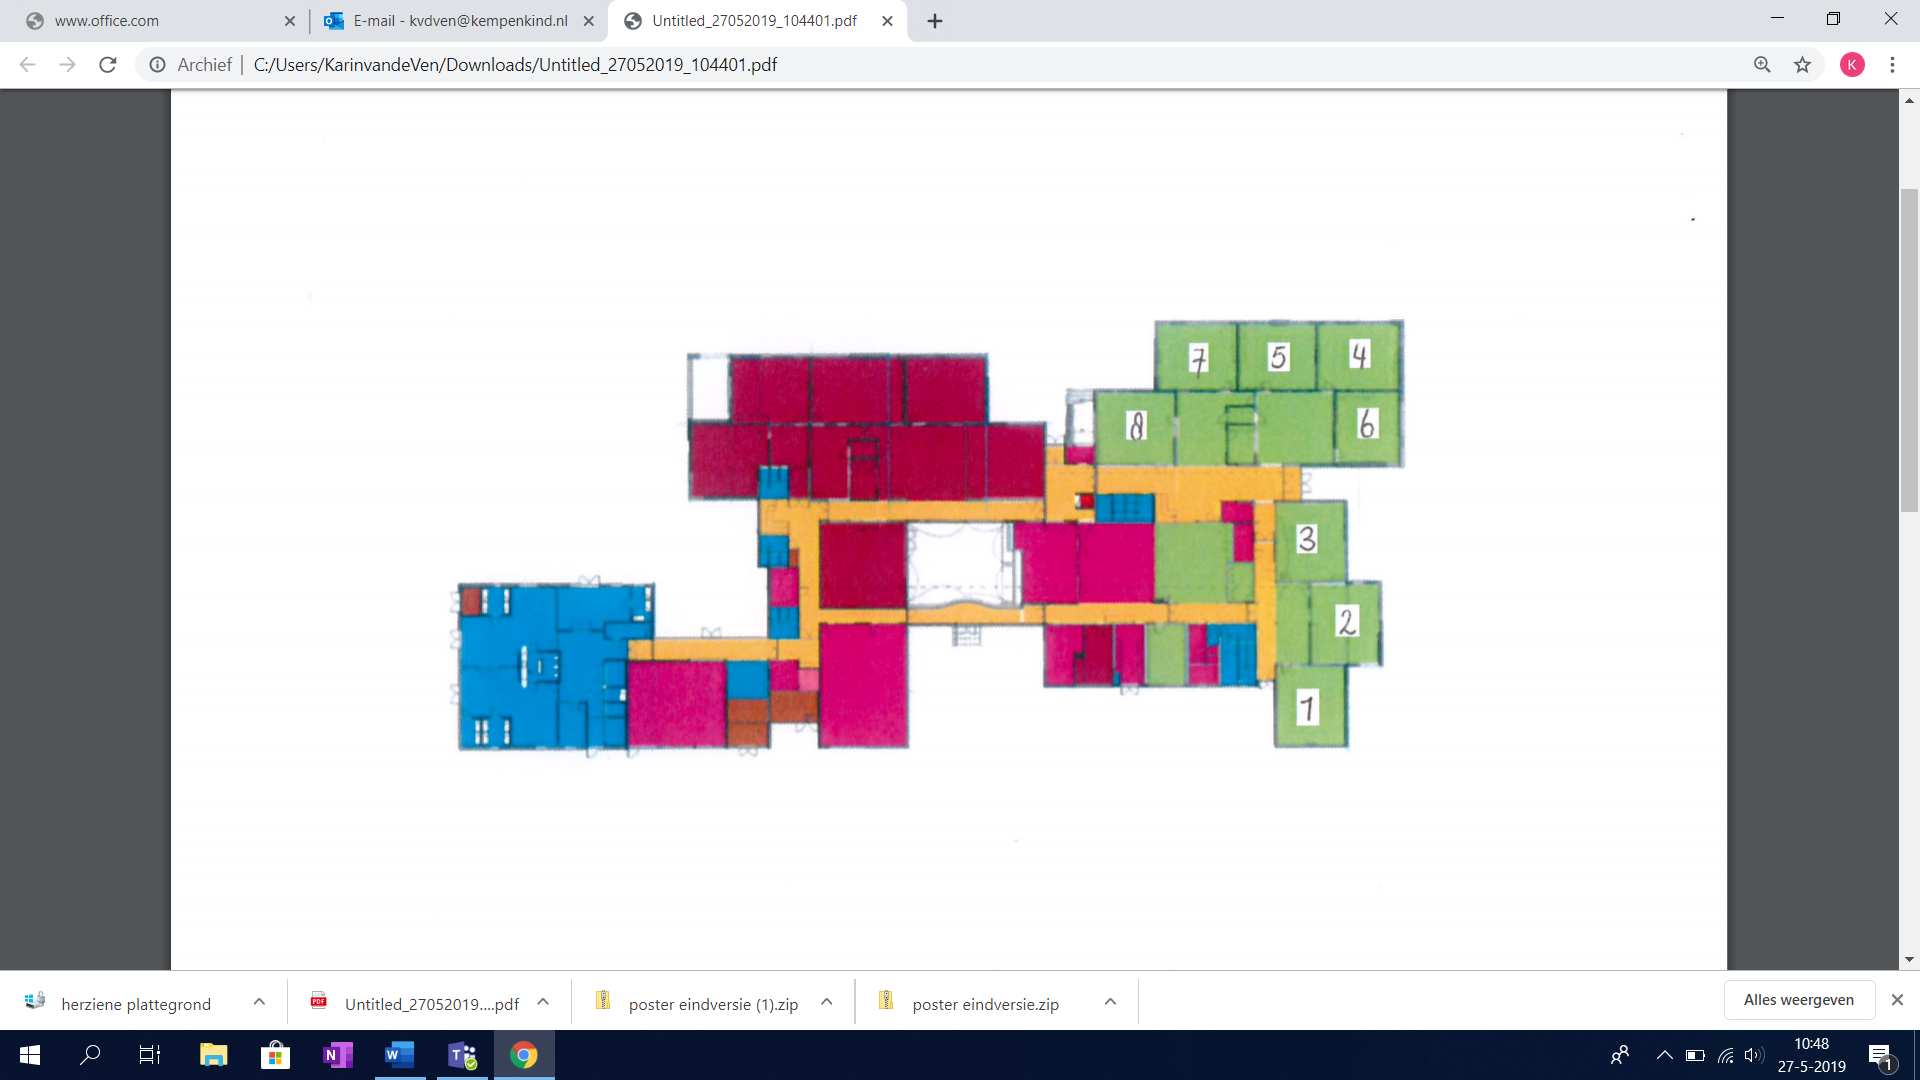 www.office.com
E-mail - kvdven@kempenkind.nl
Untitled_27052019_104401.pdf
Archief
C:/Users/KarinvandeVen/Downloads/Untitled_27052019_104401.pdf
K
7 5 4
8 6
3
2
1
herziene plattegrond
Untitled_27052019....pdf
poster eindversie (1).zip
poster eindversie.zip
Alles weergeven
10:48
27-5-2019
1